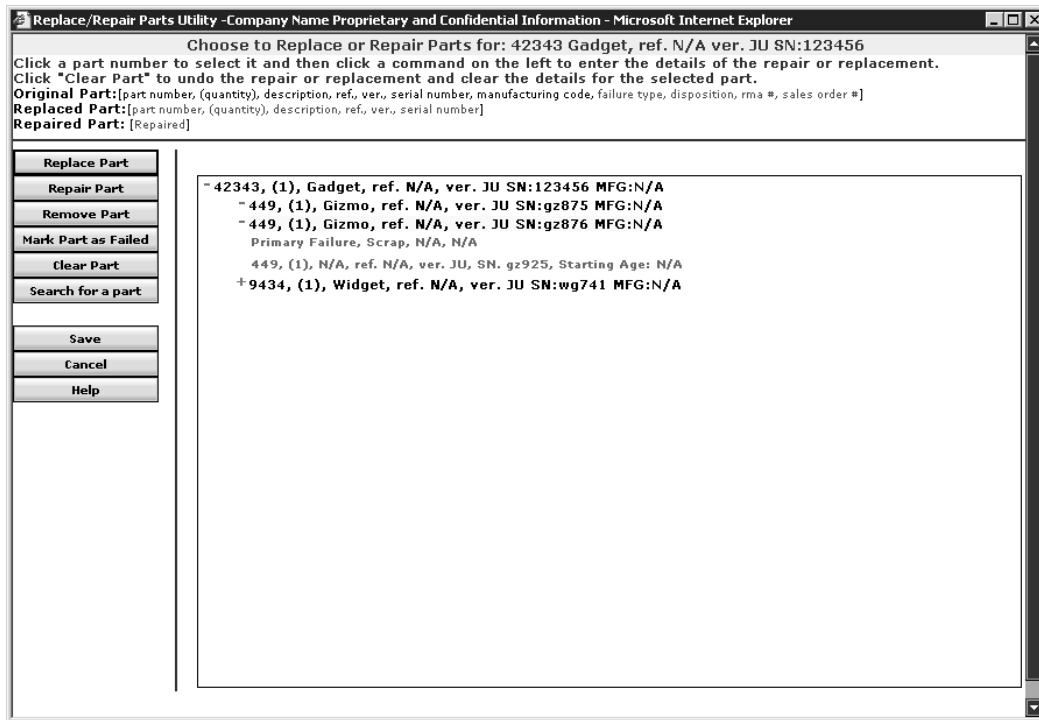 Replace/Repair Parts Utility -Company Name Proprietary and Confidential Information - Microsoft Internet Explorer
Choose to Replace or Repair Parts for: 42343 Gadget, ref. N/A ver. JU SN:123456
Click a part number to select it and then click a command on the left to enter the details of the repair or replacement.
Click "Clear Part" to undo the repair or replacement and clear the details for the selected part.
Original Part:[part number, (quantity), description, ref., ver., serial number, manufacturing code, failure type, disposition, rma #, sales order #]
Replaced Part:[part number, (quantity), description, ref., ver., serial number]
Repaired Part: [Repaired]
Replace Part
Repair Part
Remove Part
Mark Part as Failed
Clear Part
Search for a part
Save
Cancel
Help
-42343, (1), Gadget, ref. N/A, ver. JU SN:123456 MFG:N/A
-449, (1), Gizmo, ref. N/A, ver. JU SN:gz875 MFG:N/A
-449, (1), Gizmo, ref. N/A, ver. JU SN:gz876 MFG:N/A
Primary Failure, Scrap, N/A, N/A
449, (1), N/A, ref. N/A, ver. JU, SN. gz925, Starting Age: N/A
+9434, (1), Widget, ref. N/A, ver. JU SN:wg741 MFG:N/A